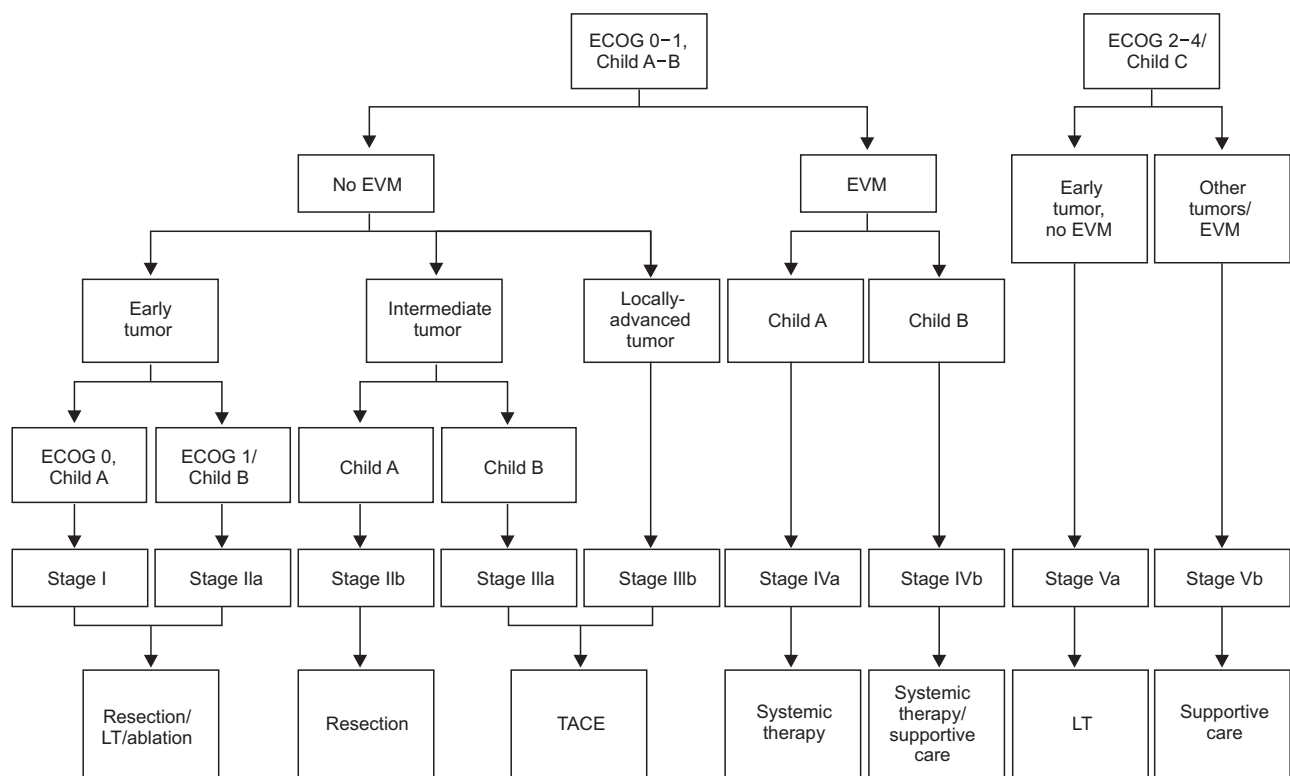 ECOG 0−1,
Child A−B
ECOG 2−4/
Child C
No EVM
EVM
Early
tumor,
no EVM
Other
tumors/
EVM
Early
tumor
Intermediate
tumor
Locally-
advanced
tumor
Child A
Child B
ECOG 0,
Child A
ECOG 1/
Child B
Child A
Child B
Stage I
Stage IIa
Stage IIb
Stage IIIa
Stage IIIb
Stage IVa
Stage IVb
Stage Va
Stage Vb
Resection/
LT/ablation
Resection
TACE
Systemic
therapy
Systemic
therapy/
supportive
care
LT
Supportive
care